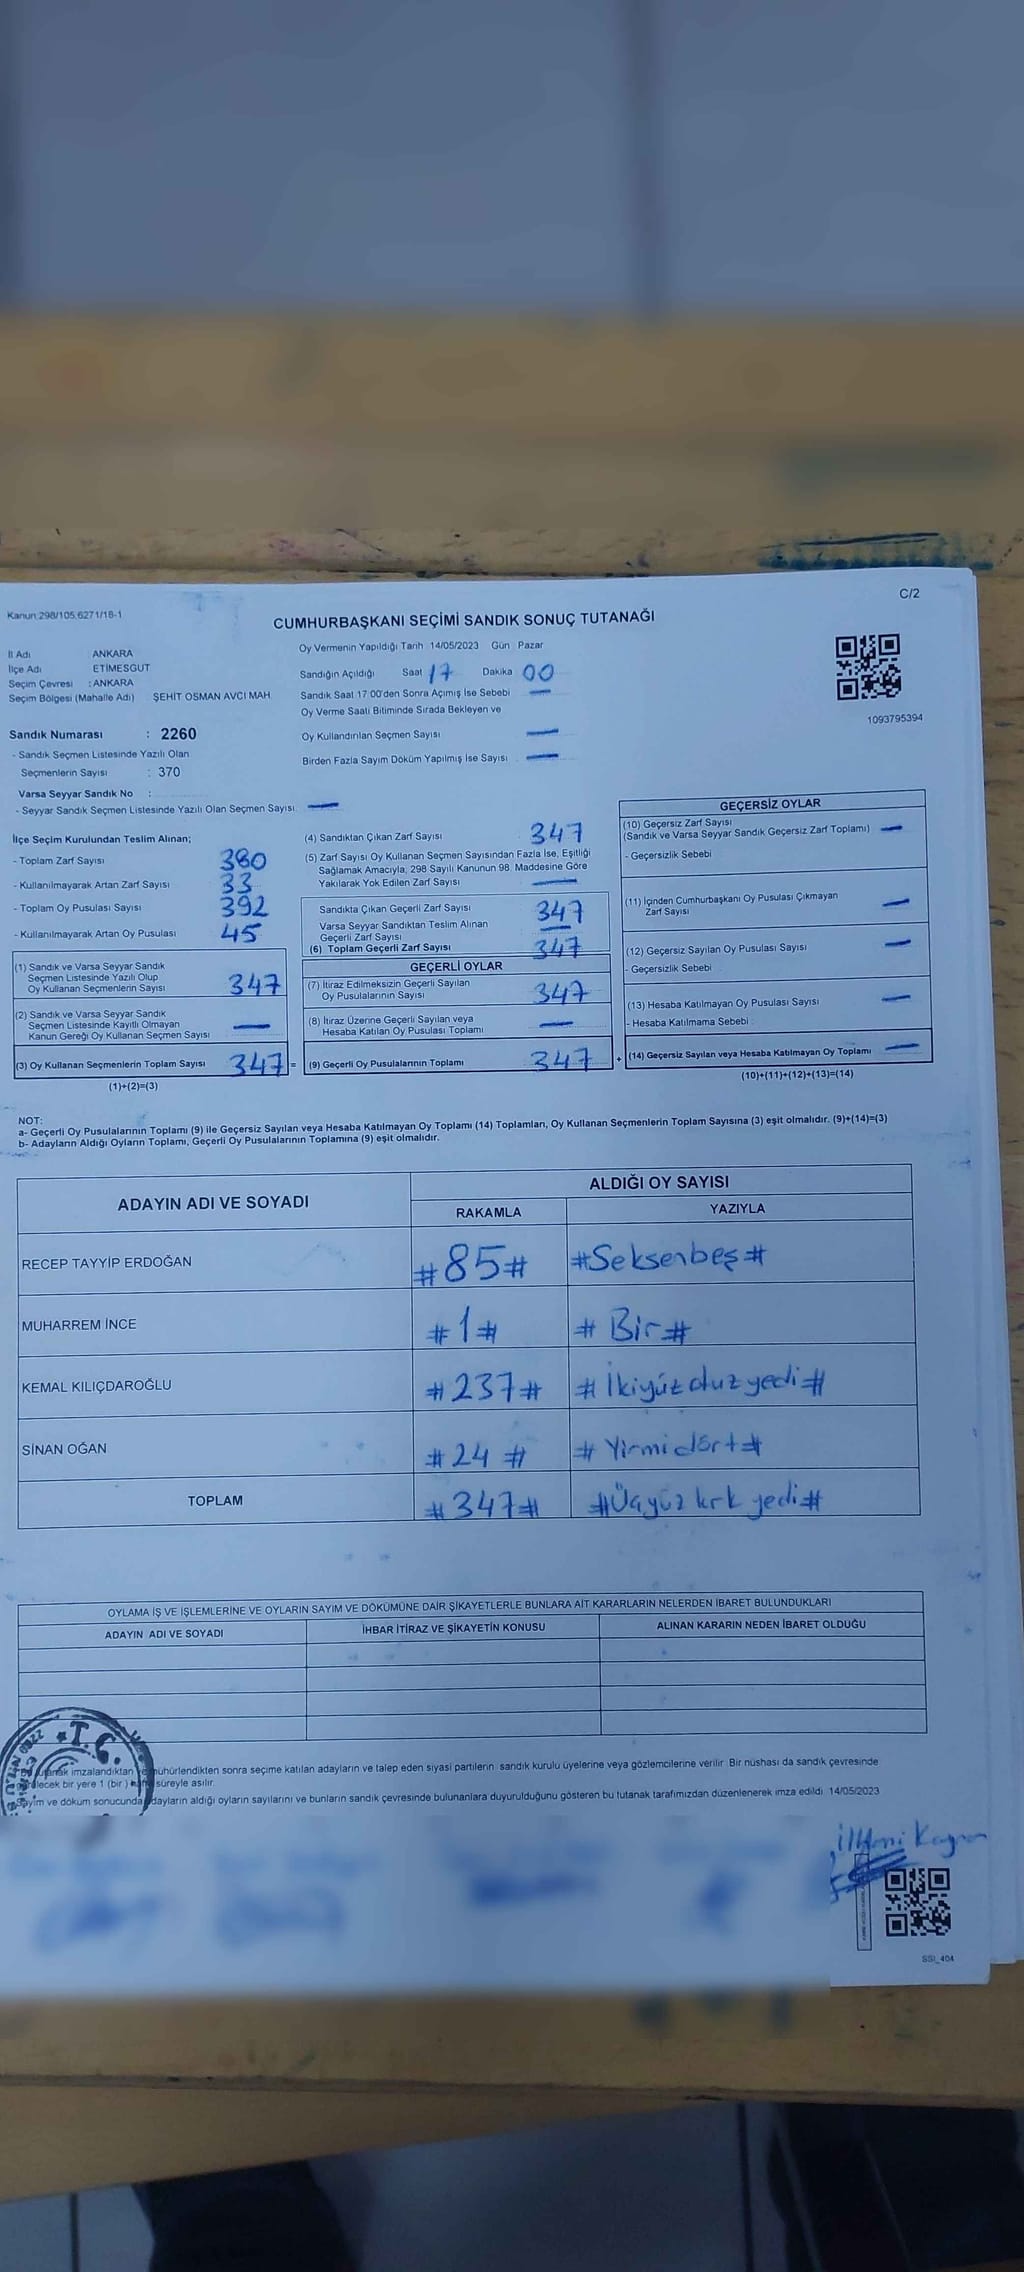 C/2
Kanun:298/105,6271/18-1
CUMHURBAŞKANI SEÇİMİ SANDIK SONUÇ TUTANAĞI
İl Adı ANKARA
İlçe Adı ETİMESGUT
Seçim Çevresi : ANKARA
Seçim Bölgesi (Mahalle Adı) ŞEHİT OSMAN AVCI MAH.
Oy Vermenin Yapıldığı Tarih 14/05/2023 Gün Pazar
Sandığın Açıldığı Saat 17 Dakika 00
Sandık Saat 17:00'den Sonra Açımış İse Sebebi —
Oy Verme Saati Bitiminde Sırada Bekleyen ve
Oy Kullandırılan Seçmen Sayısı —
Birden Fazla Sayım Döküm Yapılmış İse Sayısı —
1093795394
Sandık Numarası : 2260
- Sandık Seçmen Listesinde Yazılı Olan
Seçmenlerin Sayısı : 370
Varsa Seyyar Sandık No :
- Seyyar Sandık Seçmen Listesinde Yazılı Olan Seçmen Sayısı —
İlçe Seçim Kurulundan Teslim Alınan;
- Toplam Zarf Sayısı 380
- Kullanılmayarak Artan Zarf Sayısı 33
- Toplam Oy Pusulası Sayısı 392
- Kullanılmayarak Artan Oy Pusulası 45
(1) Sandık ve Varsa Seyyar Sandık
Seçmen Listesinde Yazılı Olup
Oy Kullanan Seçmenlerin Sayısı 347
(2) Sandık ve Varsa Seyyar Sandık
Seçmen Listesinde Kayıtlı Olmayan
Kanun Gereği Oy Kullanan Seçmen Sayısı —
(3) Oy Kullanan Seçmenlerin Toplam Sayısı 347 =
(1)+(2)=(3)
(4) Sandıktan Çıkan Zarf Sayısı 347
(5) Zarf Sayısı Oy Kullanan Seçmen Sayısından Fazla İse, Eşitliği
Sağlamak Amacıyla; 298 Sayılı Kanunun 98. Maddesine Göre
Yakılarak Yok Edilen Zarf Sayısı —
Sandıkta Çıkan Geçerli Zarf Sayısı 347
Varsa Seyyar Sandıktan Teslim Alınan
Geçerli Zarf Sayısı —
(6) Toplam Geçerli Zarf Sayısı 347
GEÇERLİ OYLAR
(7) İtiraz Edilmeksizin Geçerli Sayılan
Oy Pusulalarının Sayısı 347
(8) İtiraz Üzerine Geçerli Sayılan veya
Hesaba Katılan Oy Pusulası Toplamı —
(9) Geçerli Oy Pusulalarının Toplamı 347 +
GEÇERSİZ OYLAR
(10) Geçersiz Zarf Sayısı
(Sandık ve Varsa Seyyar Sandık Geçersiz Zarf Toplamı) —
- Geçersizlik Sebebi
(11) İçinden Cumhurbaşkanı Oy Pusulası Çıkmayan
Zarf Sayısı —
(12) Geçersiz Sayılan Oy Pusulası Sayısı —
- Geçersizlik Sebebi
(13) Hesaba Katılmayan Oy Pusulası Sayısı —
- Hesaba Katılmama Sebebi
(14) Geçersiz Sayılan veya Hesaba Katılmayan Oy Toplamı —
(10)+(11)+(12)+(13)=(14)
NOT:
a- Geçerli Oy Pusulalarının Toplamı (9) ile Geçersiz Sayılan veya Hesaba Katılmayan Oy Toplamı (14) Toplamları, Oy Kullanan Seçmenlerin Toplam Sayısına (3) eşit olmalıdır. (9)+(14)=(3)
b- Adayların Aldığı Oyların Toplamı, Geçerli Oy Pusulalarının Toplamına (9) eşit olmalıdır.
ADAYIN ADI VE SOYADI ALDIĞI OY SAYISI
RAKAMLA YAZIYLA
RECEP TAYYİP ERDOĞAN #85# #Seksenbeş#
MUHARREM İNCE #1# #Bir#
KEMAL KILIÇDAROĞLU #237# #İkiyüzotuzyedi#
SİNAN OĞAN #24# #Yirmidört#
TOPLAM #347# #Üçyüz kırk yedi#
OYLAMA İŞ VE İŞLEMLERİNE VE OYLARIN SAYIM VE DÖKÜMÜNE DAİR ŞİKAYETLERLE BUNLARA AİT KARARLARIN NELERDEN İBARET BULUNDUKLARI
ADAYIN ADI VE SOYADI İHBAR İTİRAZ VE ŞİKAYETİN KONUSU ALINAN KARARIN NEDEN İBARET OLDUĞU
T.C.
imzalandıktan mühürlendikten sonra seçime katılan adayların ve talep eden siyasi partilerin sandık kurulu üyelerine veya gözlemcilerine verilir. Bir nüshası da sandık çevresinde
bir yere 1 (bir) süreyle asılır.
ve döküm sonucunda adayların aldığı oyların sayılarını ve bunların sandık çevresinde bulunanlara duyurulduğunu gösteren bu tutanak tarafımızdan düzenlenerek imza edildi. 14/05/2023
SSI_404